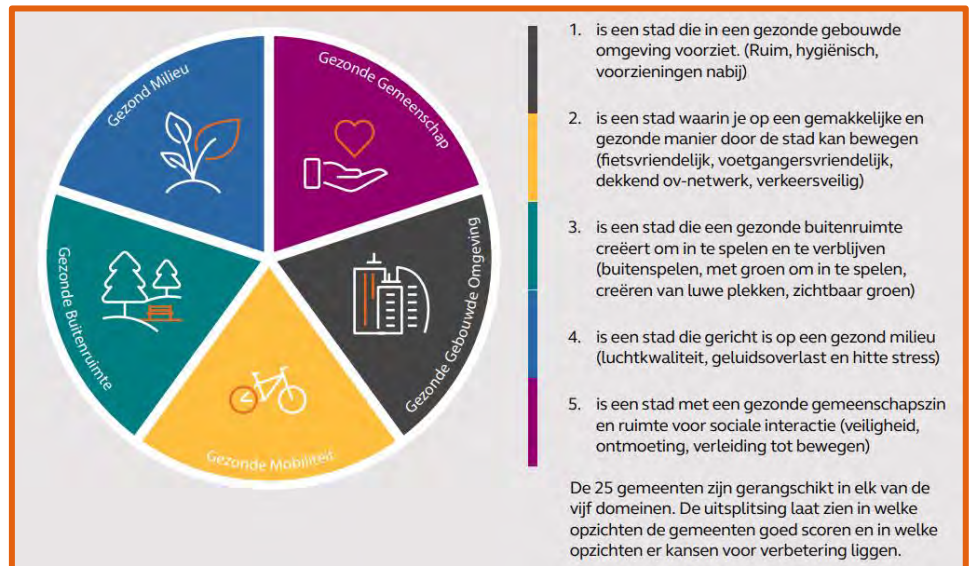 Gezond Milieu
Gezonde Gemeenschap
Gezonde Gebouwde Omgeving
Gezonde Mobiliteit
Gezonde Buitenruimte
1. is een stad die in een gezonde gebouwde
omgeving voorziet. (Ruim, hygiënisch,
voorzieningen nabij)
2. is een stad waarin je op een gemakkelijke en
gezonde manier door de stad kan bewegen
(fietsvriendelijk, voetgangersvriendelijk,
dekkend ov-netwerk, verkeersveilig)
3. is een stad die een gezonde buitenruimte
creëert om in te spelen en te verblijven
(buitenspelen, met groen om in te spelen,
creëren van luwe plekken, zichtbaar groen)
4. is een stad die gericht is op een gezond milieu
(luchtkwaliteit, geluidsoverlast en hitte stress)
5. is een stad met een gezonde gemeenschapszin
en ruimte voor sociale interactie (veiligheid,
ontmoeting, verleiding tot bewegen)
De 25 gemeenten zijn gerangschikt in elk van de
vijf domeinen. De uitsplitsing laat zien in welke
opzichten de gemeenten goed scoren en in welke
opzichten er kansen voor verbetering liggen.